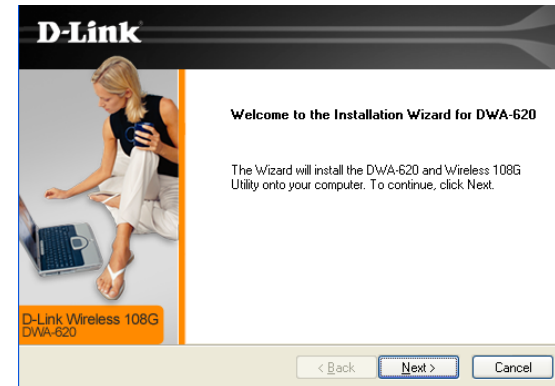 D-Link
Welcome to the Installation Wizard for DWA-620
The Wizard will install the DWA-620 and Wireless 108G
Utility onto your computer. To continue, click Next.
D-Link Wireless 108G
DWA-620
< Back
Next >
Cancel